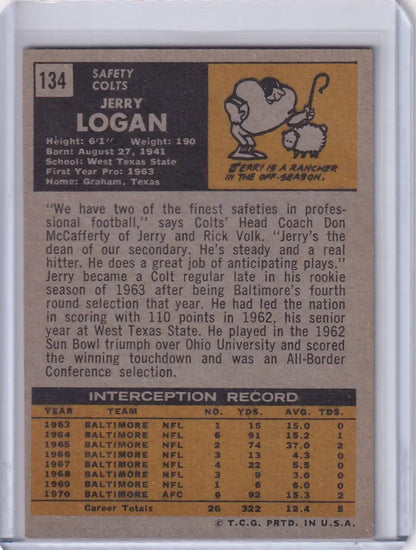 134
SAFETY
COLTS
JERRY
LOGAN
Height: 6/1" Weight: 190
Born: August 27, 1941
School: West Texas State
First Year Pro: 1963
Home: Graham, Texas
JERRY IS A RANCHER
IN THE OFF-SEASON.
"We have two of the finest safeties in profes-
sional football," says Colts' Head Coach Don
McCafferty of Jerry and Rick Volk. "Jerry's the
dean of our secondary. He's steady and a real
hitter. He does a great job of anticipating plays."
Jerry became a Colt regular late in his rookie
season of 1963 after being Baltimore's fourth
round selection that year. He had led the nation
in scoring with 110 points in 1962, his senior
year at West Texas State. He played in the 1962
Sun Bowl triumph over Ohio University and scored
the winning touchdown and was an All-Border
Conference selection.
INTERCEPTION RECORD
YEAR TEAM NO. YDS. AVG. TDS.
1963 BALTIMORE NFL 1 15 15.0 0
1964 BALTIMORE NFL 6 91 15.2 1
1965 BALTIMORE NFL 2 74 37.0 2
1966 BALTIMORE NFL 3 13 4.3 0
1967 BALTIMORE NFL 4 22 5.5 0
1968 BALTIMORE NFL 3 9 3.0 0
1969 BALTIMORE NFL 1 6 6.0 0
1970 BALTIMORE AFC 6 92 15.3 2
Career Totals 26 322 12.4 5
© T.C.G. PRTD. IN U.S.A.